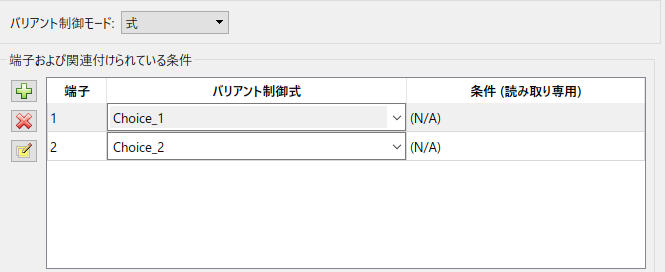 バリアント制御モード: 式
端子および関連付けられている条件
端子 バリアント制御式 条件 (読み取り専用)
1 Choice_1 (N/A)
2 Choice_2 (N/A)